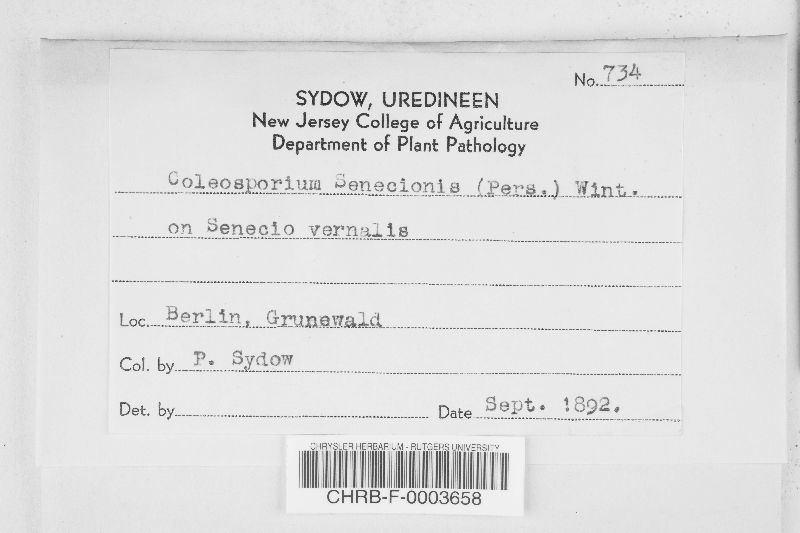 No. 734
SYDOW, UREDINEEN
New Jersey College of Agriculture
Department of Plant Pathology
Coleosporium Senecionis (Pers.) Wint.
on Senecio vernalis
Loc. Berlin, Grunewald
Col. by P. Sydow
Det. by Date Sept. 1892.
CHRYSLER HERBARIUM - RUTGERS UNIVERSITY
CHRB-F-0003658